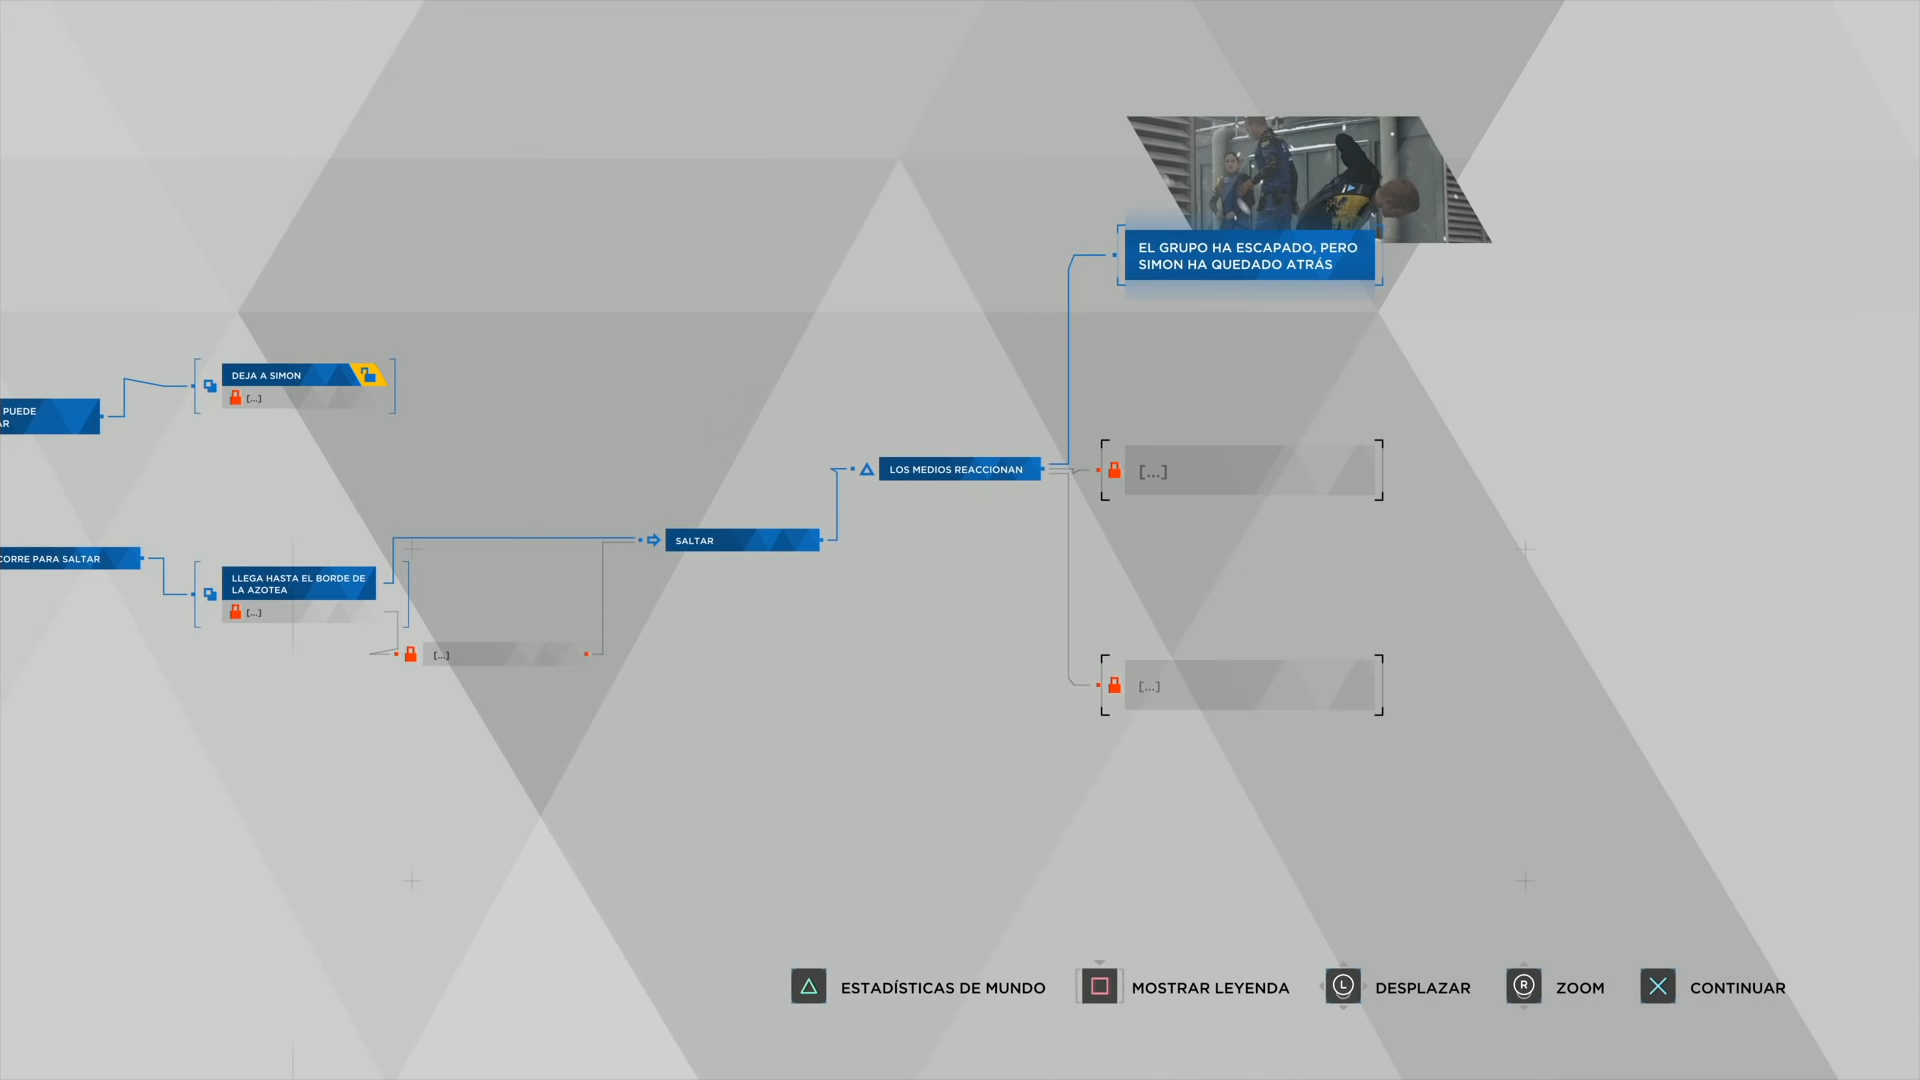 EL GRUPO HA ESCAPADO, PERO
SIMON HA QUEDADO ATRÁS
DEJA A SIMON
[...]
PUEDE
AR
LOS MEDIOS REACCIONAN
[...]
SALTAR
CORRE PARA SALTAR
LLEGA HASTA EL BORDE DE
LA AZOTEA
[...]
[...]
[...]
ESTADÍSTICAS DE MUNDO
MOSTRAR LEYENDA
L
DESPLAZAR
R
ZOOM
CONTINUAR